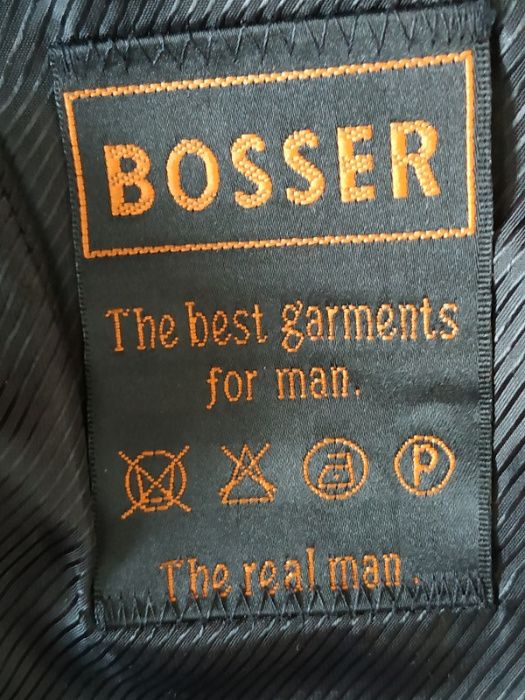 BOSSER
The best garments
for man.
P
The real man.